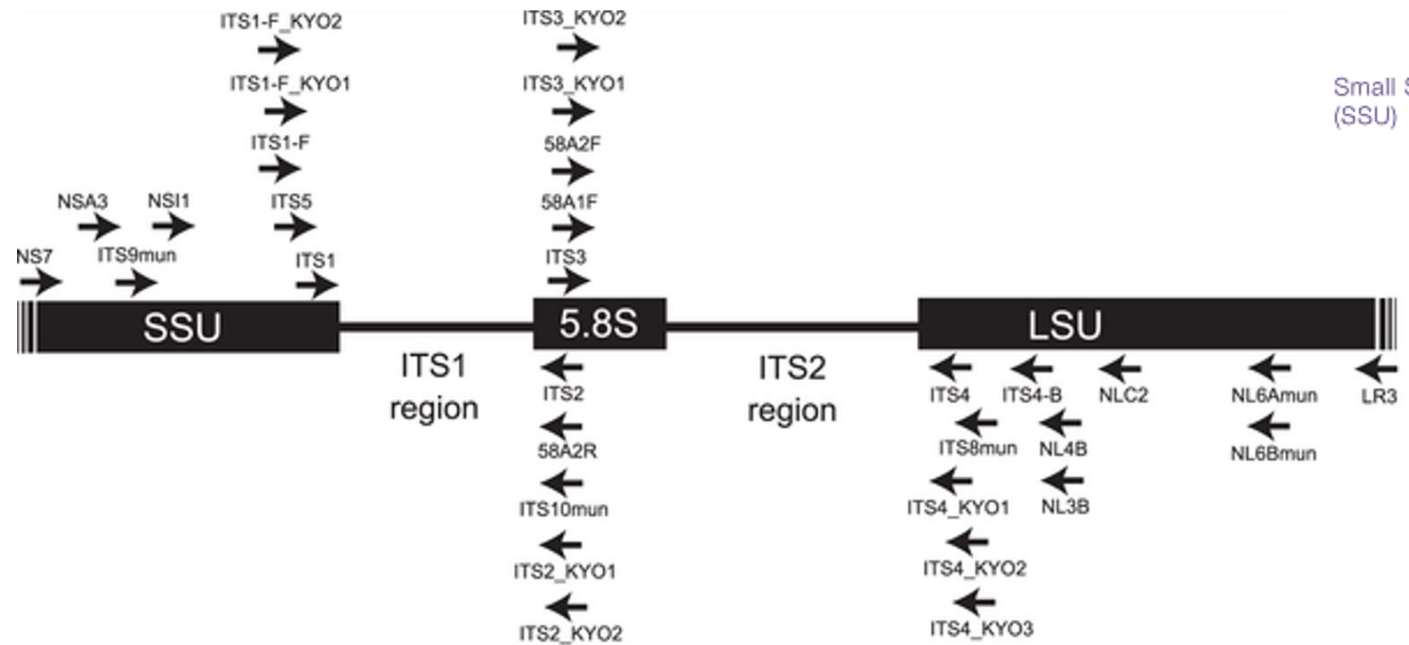 ITS1-F_KYO2
ITS3_KYO2
ITS1-F_KYO1
ITS3_KYO1
Small
(SSU)
ITS1-F
58A2F
NSA3
NSI1
ITS5
58A1F
NS7
ITS9mun
ITS1
ITS3
SSU
5.8S
LSU
ITS1
region
ITS2
region
ITS2
ITS4
ITS4-B
NLC2
NL6Amun
LR3
58A2R
ITS8mun
NL4B
NL6Bmun
ITS10mun
ITS4_KYO1
NL3B
ITS2_KYO1
ITS4_KYO2
ITS2_KYO2
ITS4_KYO3